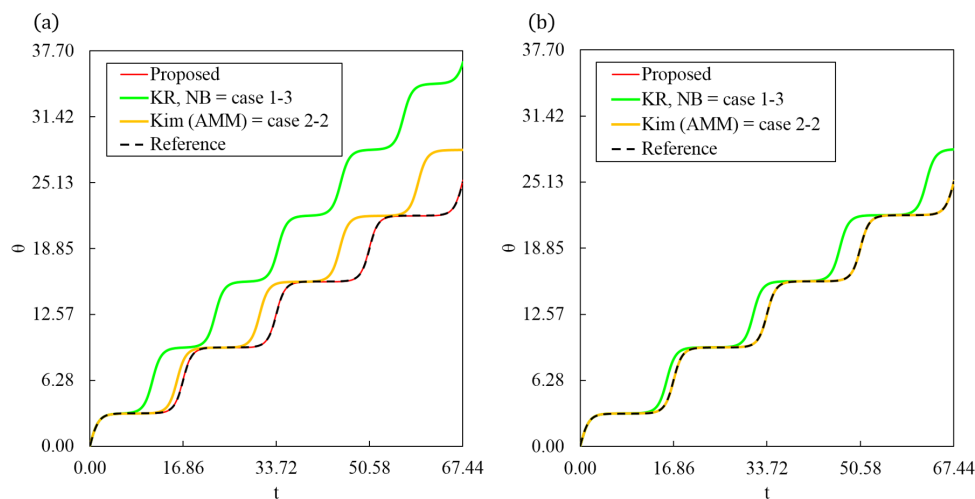 (a)
37.70
31.42
25.13
18.85
12.57
6.28
0.00
θ
Proposed
KR, NB = case 1-3
Kim (AMM) = case 2-2
Reference
0.00 16.86 33.72 50.58 67.44
t
(b)
37.70
31.42
25.13
18.85
12.57
6.28
0.00
θ
Proposed
KR, NB = case 1-3
Kim (AMM) = case 2-2
Reference
0.00 16.86 33.72 50.58 67.44
t